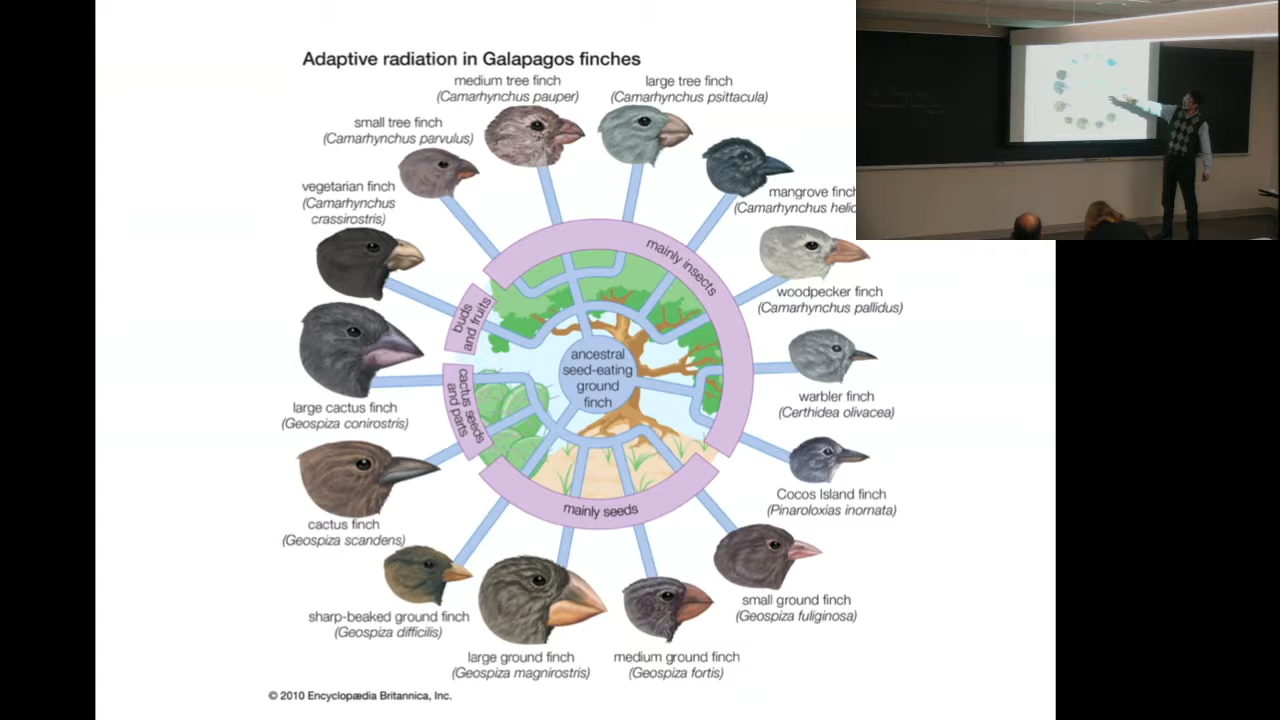 Adaptive radiation in Galapagos finches
medium tree finch
(Camarhynchus pauper)
large tree finch
(Camarhynchus psittacula)
small tree finch
(Camarhynchus parvulus)
mangrove finch
(Camarhynchus helio
vegetarian finch
(Camarhynchus
crassirostris)
mainly insects
woodpecker finch
(Camarhynchus pallidus)
buds
and fruits
ancestral
seed-eating
ground
finch
warbler finch
(Certhidea olivacea)
large cactus finch
(Geospiza conirostris)
cactus seeds
and parts
Cocos Island finch
(Pinaroloxias inornata)
cactus finch
(Geospiza scandens)
mainly seeds
small ground finch
(Geospiza fuliginosa)
sharp-beaked ground finch
(Geospiza difficilis)
large ground finch
(Geospiza magnirostris)
medium ground finch
(Geospiza fortis)
© 2010 Encyclopædia Britannica, Inc.